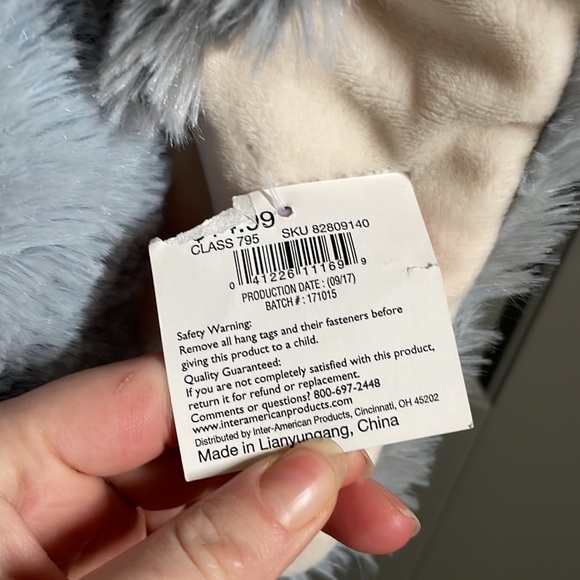 .99
CLASS 795 SKU 82809140
0 41226 11169 9
PRODUCTION DATE : (09/17)
BATCH # : 171015
Safety Warning:
Remove all hang tags and their fasteners before
giving this product to a child.
Quality Guaranteed:
If you are not completely satisfied with this product,
return it for refund or replacement.
Comments or questions? 800-697-2448
www.interamericanproducts.com
Distributed by Inter-American Products, Cincinnati, OH 45202
Made in Lianyungang, China